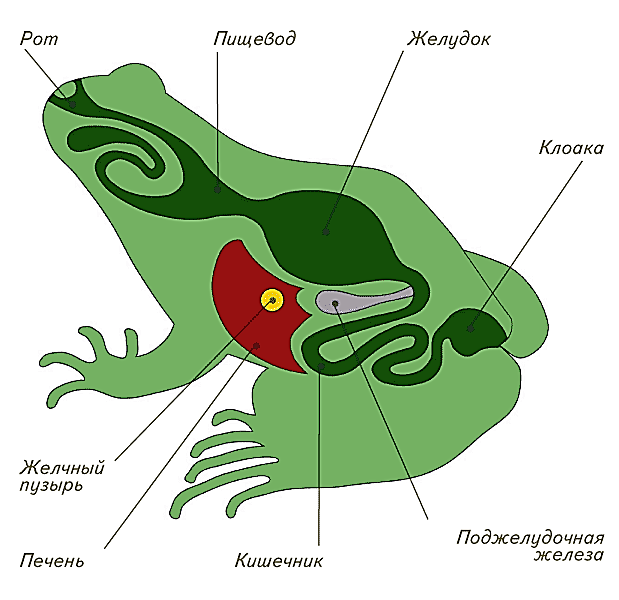 Рот
Пищевод
Желудок
Клоака
Желчный
пузырь
Печень
Кишечник
Поджелудочная
железа